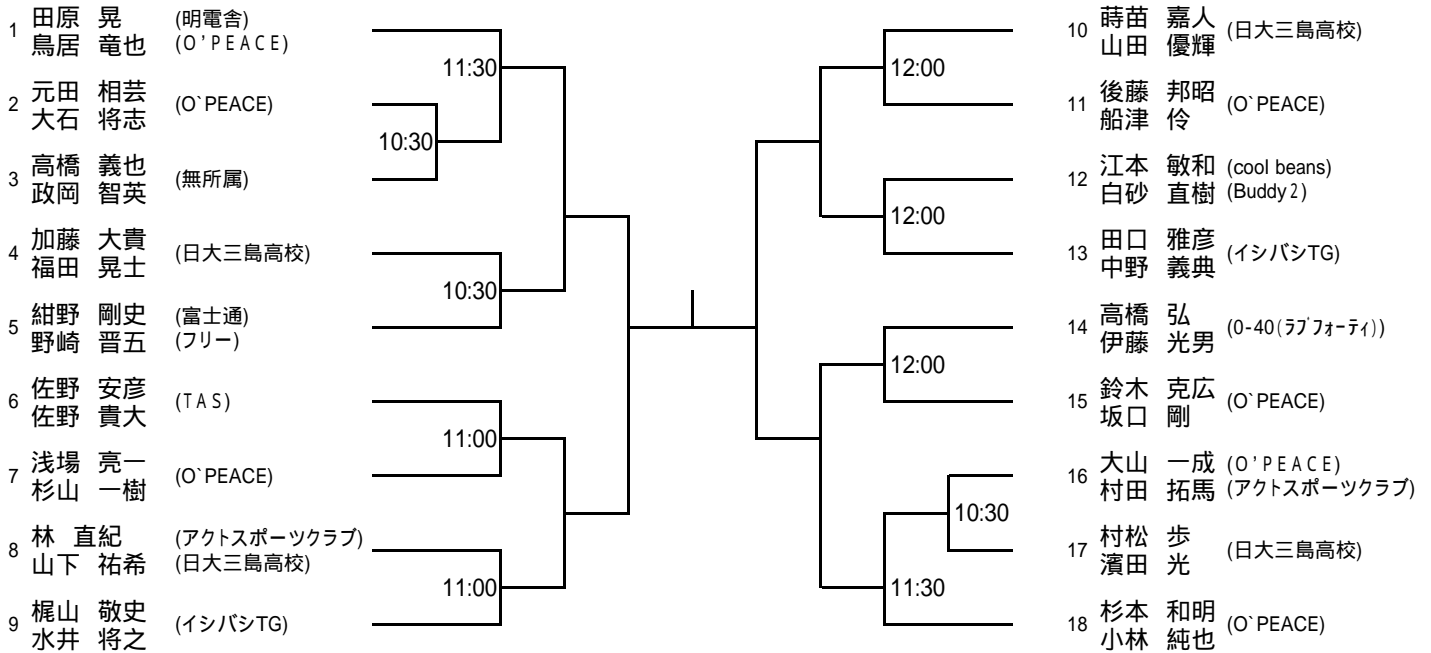 1 田原 晃 (明電舎)
鳥居 竜也 (O'PEACE)
11:30
2 元田 相芸 (O`PEACE)
大石 将志
10:30
3 高橋 義也 (無所属)
政岡 智英
4 加藤 大貴 (日大三島高校)
福田 晃士
10:30
5 紺野 剛史 (富士通)
野崎 晋五 (フリー)
6 佐野 安彦 (TAS)
佐野 貴大
11:00
7 浅場 亮一 (O`PEACE)
杉山 一樹
8 林 直紀 (アクトスポーツクラブ)
山下 祐希 (日大三島高校)
11:00
9 梶山 敬史 (イシバシTG)
水井 将之
10 蒔苗 嘉人 (日大三島高校)
山田 優輝
12:00
11 後藤 邦昭 (O`PEACE)
船津 伶
12 江本 敏和 (cool beans)
白砂 直樹 (Buddy2)
12:00
13 田口 雅彦 (イシバシTG)
中野 義典
14 高橋 弘 (0-40(ﾗﾌﾞﾌｫｰﾃｨ))
伊藤 光男
12:00
15 鈴木 克広 (O`PEACE)
坂口 剛
16 大山 一成 (O'PEACE)
村田 拓馬 (アクトスポーツクラブ)
10:30
17 村松 歩 (日大三島高校)
濱田 光
11:30
18 杉本 和明 (O`PEACE)
小林 純也